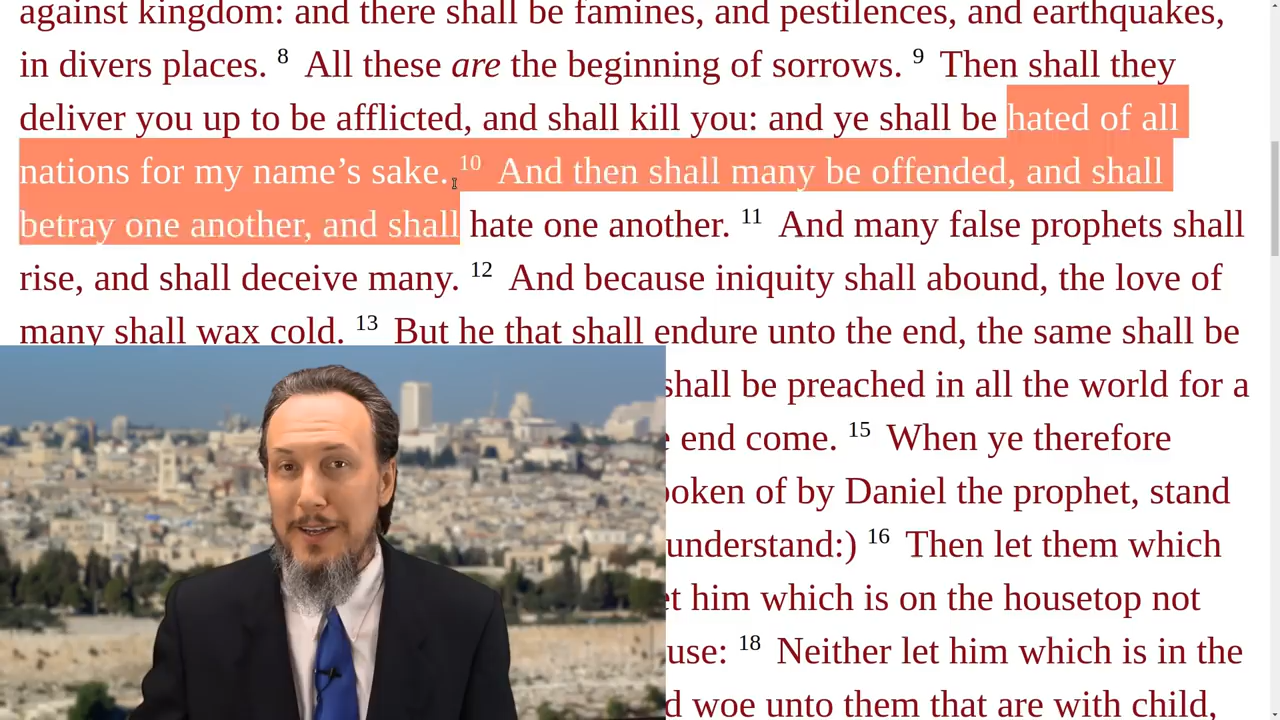 against kingdom: and there shall be famines, and pestilences, and earthquakes,
in divers places. 8 All these are the beginning of sorrows. 9 Then shall they
deliver you up to be afflicted, and shall kill you: and ye shall be hated of all
nations for my name’s sake. 10 And then shall many be offended, and shall
betray one another, and shall hate one another. 11 And many false prophets shall
rise, and shall deceive many. 12 And because iniquity shall abound, the love of
many shall wax cold. 13 But he that shall endure unto the end, the same shall be
shall be preached in all the world for a
end come. 15 When ye therefore
of by Daniel the prophet, stand
understand:) 16 Then let them which
him which is on the housetop not
18 Neither let him which is in the
woe unto them that are with child,